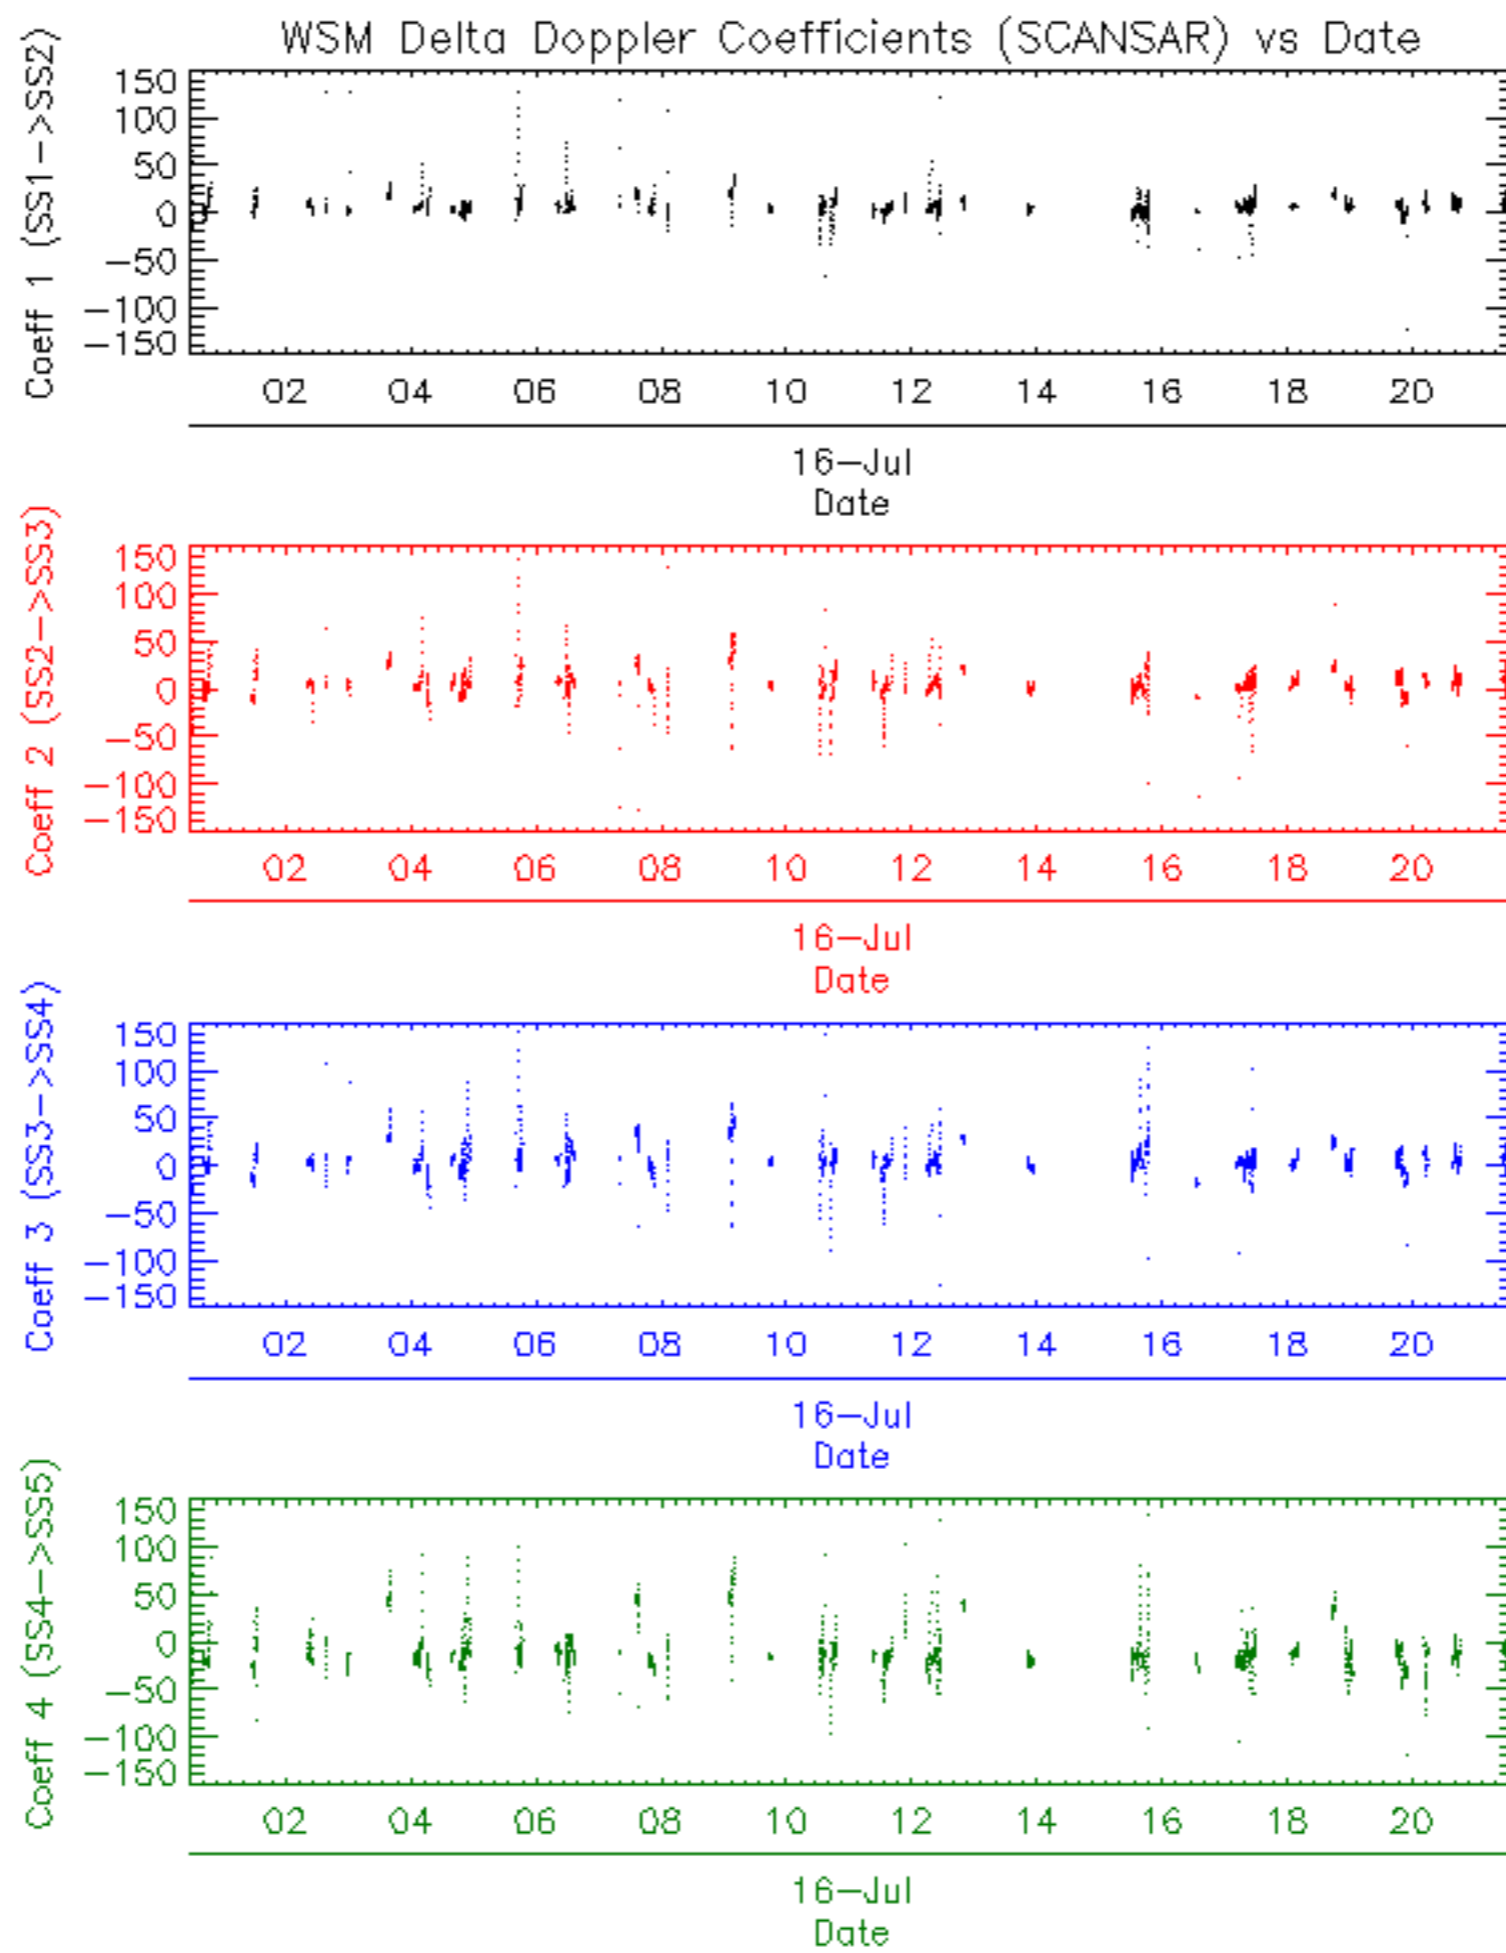 WSM Delta Doppler Coefficients (SCANSAR) vs Date
Coeff 1 (SS1->SS2)
150
100
50
0
-50
-100
-150
02 04 06 08 10 12 14 16 18 20
16-Jul
Date
Coeff 2 (SS2->SS3)
150
100
50
0
-50
-100
-150
02 04 06 08 10 12 14 16 18 20
16-Jul
Date
Coeff 3 (SS3->SS4)
150
100
50
0
-50
-100
-150
02 04 06 08 10 12 14 16 18 20
16-Jul
Date
Coeff 4 (SS4->SS5)
150
100
50
0
-50
-100
-150
02 04 06 08 10 12 14 16 18 20
16-Jul
Date